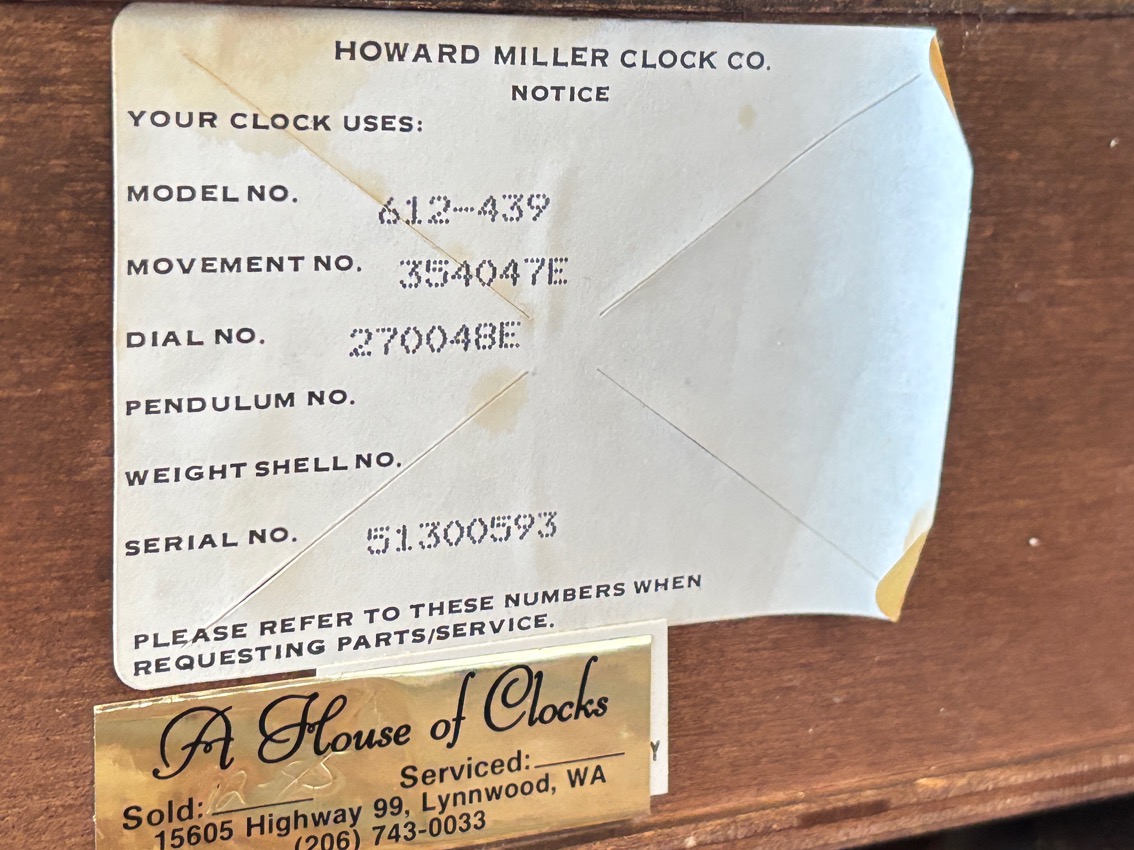 HOWARD MILLER CLOCK CO.
NOTICE
YOUR CLOCK USES:
MODEL NO. 612-439
MOVEMENT NO. 354047E
DIAL NO. 270048E
PENDULUM NO.
WEIGHT SHELL NO.
SERIAL NO. 51300593
PLEASE REFER TO THESE NUMBERS WHEN
REQUESTING PARTS/SERVICE.
A House of Clocks
Sold: Serviced:
15605 Highway 99, Lynnwood, WA
(206) 743-0033
Y